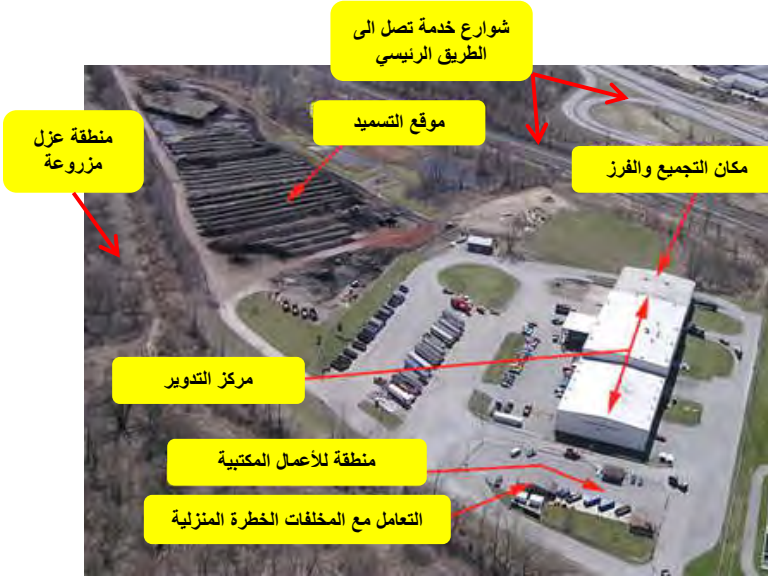 شوارع خدمة تصل الى
الطريق الرئيسي
موقع التسميد
منطقة عزل
مزروعة
مكان التجميع والفرز
مركز التدوير
منطقة للأعمال المكتبية
التعامل مع المخلفات الخطرة المنزلية